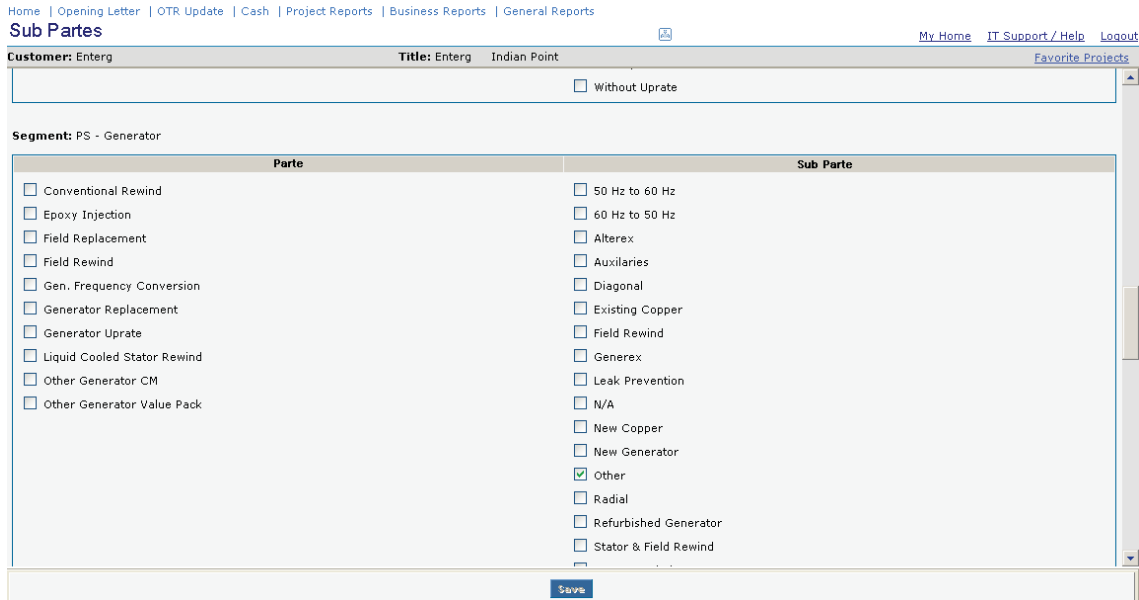 Home | Opening Letter | OTR Update | Cash | Project Reports | Business Reports | General Reports
Sub Partes
My Home IT Support / Help Logout
Customer: Enterg Title: Enterg Indian Point
Favorite Projects
Without Uprate
Segment: PS - Generator
Parte Sub Parte
Conventional Rewind 50 Hz to 60 Hz
Epoxy Injection 60 Hz to 50 Hz
Field Replacement Alterex
Field Rewind Auxilaries
Gen. Frequency Conversion Diagonal
Generator Replacement Existing Copper
Generator Uprate Field Rewind
Liquid Cooled Stator Rewind Generex
Other Generator CM Leak Prevention
Other Generator Value Pack N/A
New Copper
New Generator
Other
Radial
Refurbished Generator
Stator & Field Rewind
Save